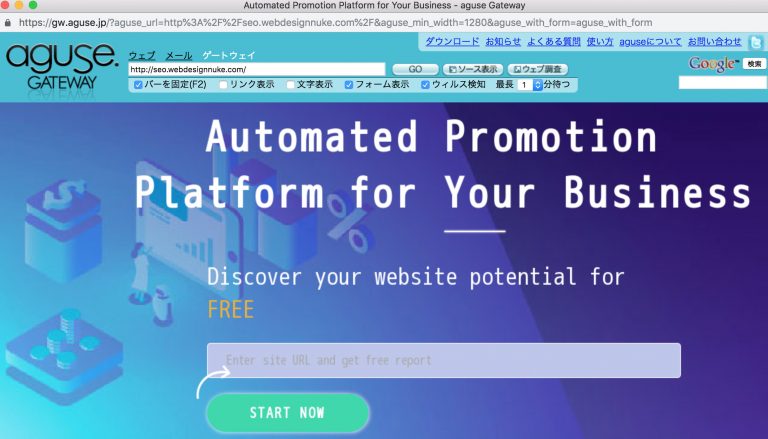 Automated Promotion Platform for Your Business - aguse Gateway
https://gw.aguse.jp/?aguse_url=http%3A%2F%2Fseo.webdesignnuke.com%2F&aguse_min_width=1280&aguse_with_form=aguse_with_form
ダウンロード お知らせ よくある質問 使い方 aguseについて お問い合わせ
aguse.
GATEWAY
ウェブ メール ゲートウェイ
http://seo.webdesignnuke.com/ GO ソース表示 ウェブ調査
Google 検索
バーを固定(F2) リンク表示 文字表示 フォーム表示 ウィルス検知 最長 1 分待つ
Automated Promotion
Platform for Your Business
Discover your website potential for
FREE
Enter site URL and get free report
START NOW